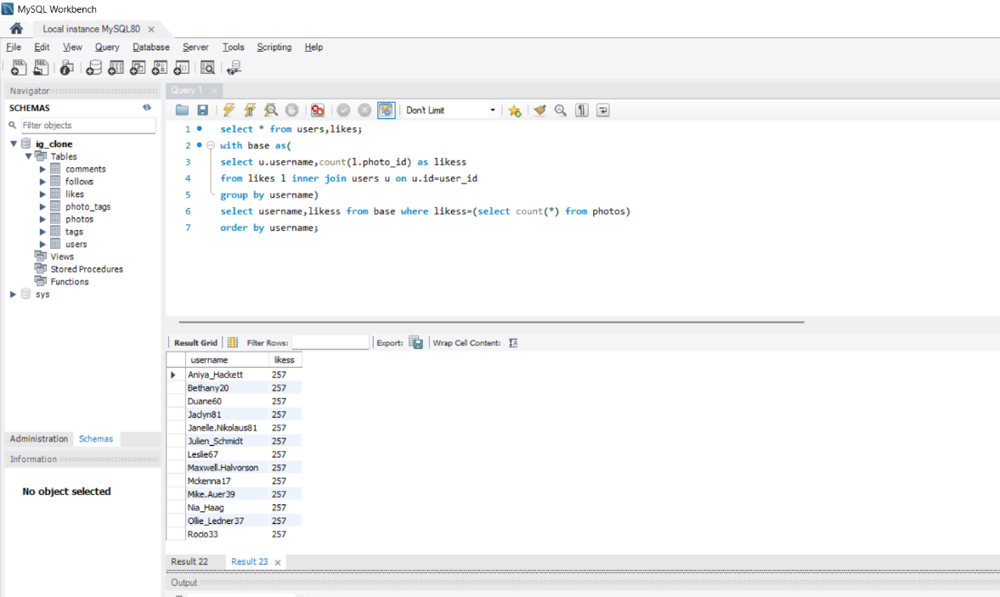 MySQL Workbench
Local instance MySQL80 ×
File Edit View Query Database Server Tools Scripting Help
Navigator
SCHEMAS
Filter objects
ig_clone
Tables
comments
follows
likes
photo_tags
photos
tags
users
Views
Stored Procedures
Functions
sys
Administration Schemas
Information
No object selected
Query 1 ×
Don't Limit
1 select * from users,likes;
2 with base as(
3 select u.username,count(l.photo_id) as likess
4 from likes l inner join users u on u.id=user_id
5 group by username)
6 select username,likess from base where likess=(select count(*) from photos)
7 order by username;
Result Grid Filter Rows: Export: Wrap Cell Content:
username likess
Aniya_Hackett 257
Bethany20 257
Duane60 257
Jaclyn81 257
Janelle.Nikolaus81 257
Julien_Schmidt 257
Leslie67 257
Maxwell.Halvorson 257
Mckenna17 257
Mike.Auer39 257
Nia_Haag 257
Ollie_Ledner37 257
Rocio33 257
Result 22 Result 23 ×
Output